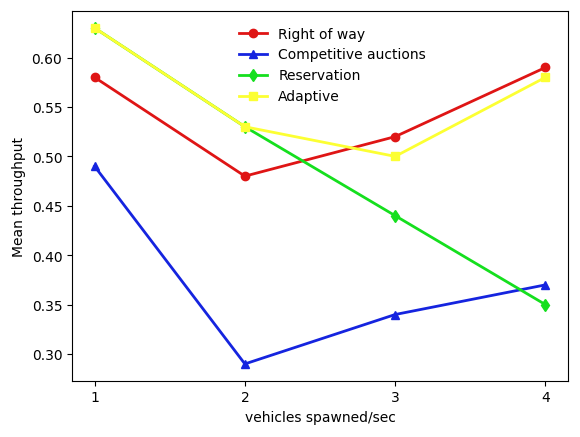 Right of way
Competitive auctions
Reservation
Adaptive
0.60
0.55
0.50
0.45
0.40
0.35
0.30
Mean throughput
1
2
3
4
vehicles spawned/sec